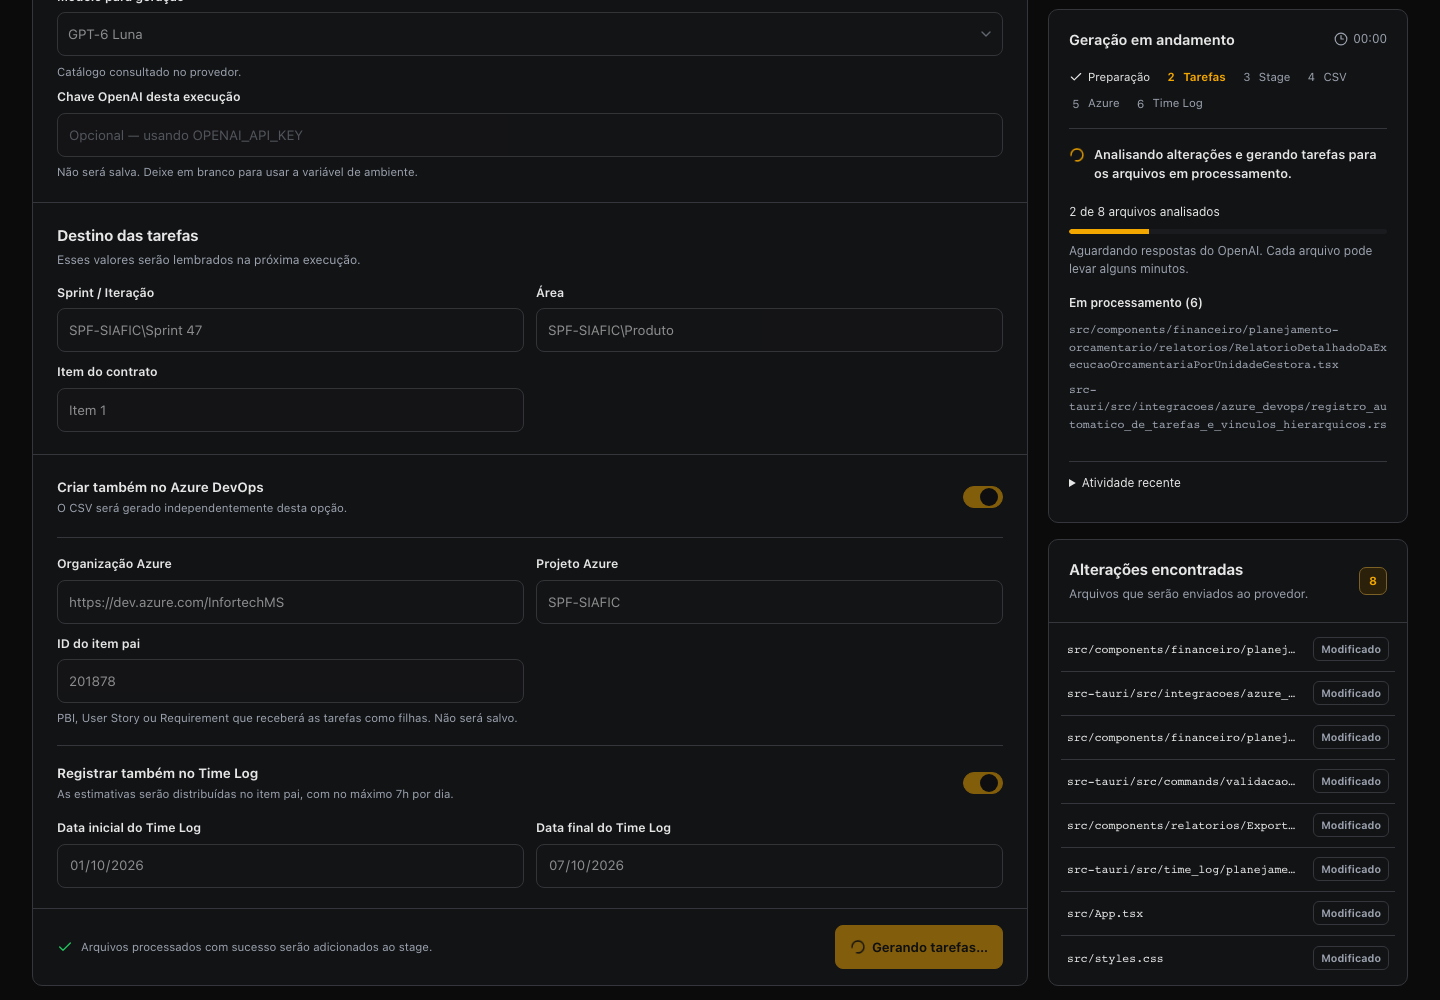 GPT-6 Luna
Catálogo consultado no provedor.
Chave OpenAI desta execução
Opcional — usando OPENAI_API_KEY
Não será salva. Deixe em branco para usar a variável de ambiente.
Destino das tarefas
Esses valores serão lembrados na próxima execução.
Sprint / Iteração
Área
SPF-SIAFIC\Sprint 47
SPF-SIAFIC\Produto
Item do contrato
Item 1
Criar também no Azure DevOps
O CSV será gerado independentemente desta opção.
Organização Azure
Projeto Azure
https://dev.azure.com/InfortechMS
SPF-SIAFIC
ID do item pai
201878
PBI, User Story ou Requirement que receberá as tarefas como filhas. Não será salvo.
Registrar também no Time Log
As estimativas serão distribuídas no item pai, com no máximo 7h por dia.
Data inicial do Time Log
Data final do Time Log
01/10/2026
07/10/2026
Arquivos processados com sucesso serão adicionados ao stage.
Gerando tarefas...
Geração em andamento
00:00
Preparação 2 Tarefas 3 Stage 4 CSV
5 Azure 6 Time Log
Analisando alterações e gerando tarefas para
os arquivos em processamento.
2 de 8 arquivos analisados
Aguardando respostas do OpenAI. Cada arquivo pode
levar alguns minutos.
Em processamento (6)
src/components/financeiro/planejamento-
orcamentario/relatorios/RelatorioDetalhadoDaEx
ecucaoOrcamentariaPorUnidadeGestora.tsx
src-
tauri/src/integracoes/azure_devops/registro_au
tomatico_de_tarefas_e_vinculos_hierarquicos.rs
Atividade recente
Alterações encontradas
8
Arquivos que serão enviados ao provedor.
src/components/financeiro/planej… Modificado
src-tauri/src/integracoes/azure_… Modificado
src/components/financeiro/planej… Modificado
src-tauri/src/commands/validacao… Modificado
src/components/relatorios/Export… Modificado
src-tauri/src/time_log/planejame… Modificado
src/App.tsx Modificado
src/styles.css Modificado